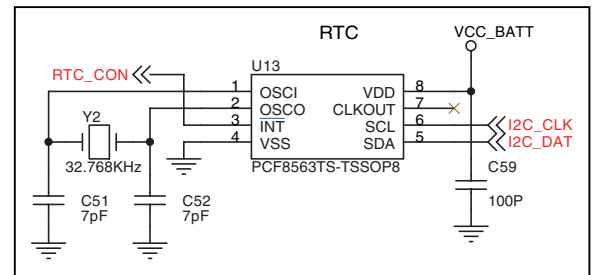 RTC
VCC_BATT
U13
RTC_CON
1 OSCI VDD 8
2 OSCO CLKOUT 7
3 INT SCL 6 I2C_CLK
4 VSS SDA 5 I2C_DAT
PCF8563TS-TSSOP8
Y2
32.768KHz
C51
7pF
C52
7pF
C59
100P